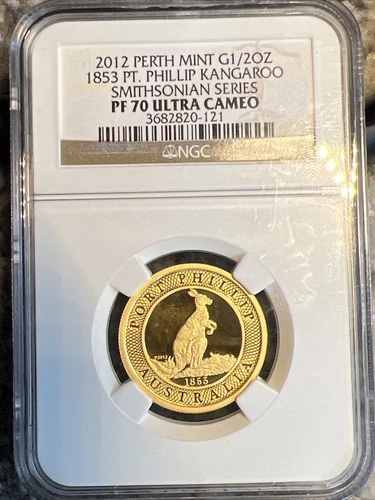 2012 PERTH MINT G1/2OZ
1853 PT. PHILLIP KANGAROO
SMITHSONIAN SERIES
PF 70 ULTRA CAMEO
3682820-121
NGC
PORT PHILLIP
P2012
1853
AUSTRALIA